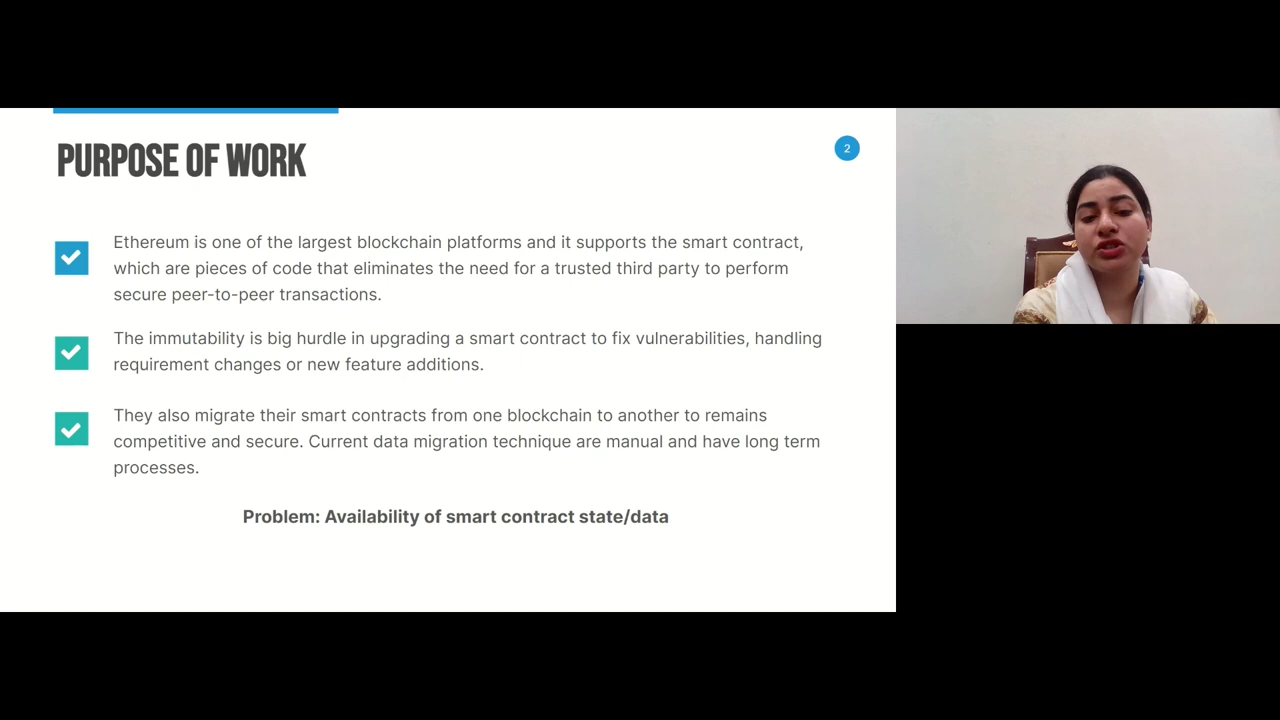 PURPOSE OF WORK
2
Ethereum is one of the largest blockchain platforms and it supports the smart contract,
which are pieces of code that eliminates the need for a trusted third party to perform
secure peer-to-peer transactions.
The immutability is big hurdle in upgrading a smart contract to fix vulnerabilities, handling
requirement changes or new feature additions.
They also migrate their smart contracts from one blockchain to another to remains
competitive and secure. Current data migration technique are manual and have long term
processes.
Problem: Availability of smart contract state/data